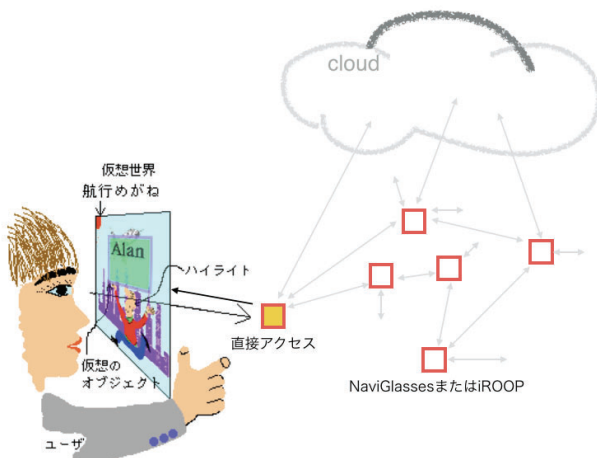 cloud
仮想世界
航行めがね
Alan
ハイライト
直接アクセス
仮想の
オブジェクト
NaviGlassesまたはiROOP
ユーザ